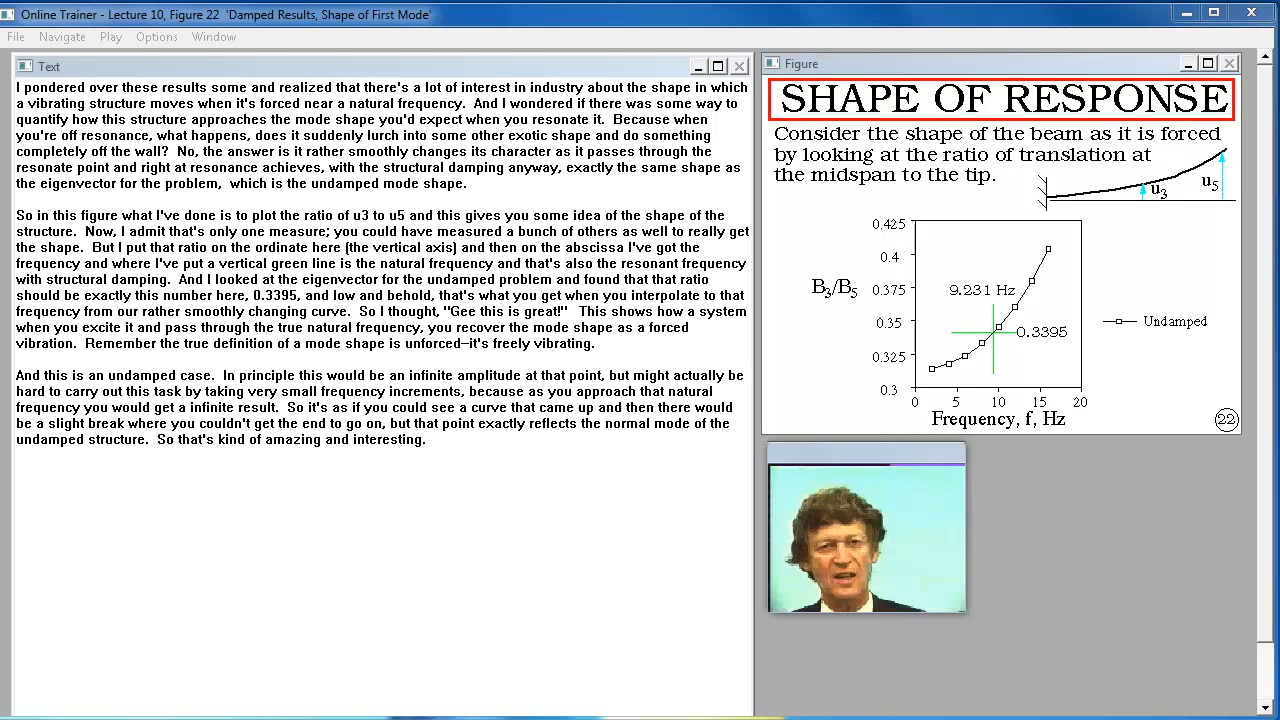 Online Trainer - Lecture 10, Figure 22  'Damped Results, Shape of First Mode'
File Navigate Play Options Window
Text
I pondered over these results some and realized that there's a lot of interest in industry about the shape in which
a vibrating structure moves when it's forced near a natural frequency.  And I wondered if there was some way to
quantify how this structure approaches the mode shape you'd expect when you resonate it.  Because when
you're off resonance, what happens, does it suddenly lurch into some other exotic shape and do something
completely off the wall?  No, the answer is it rather smoothly changes its character as it passes through the
resonate point and right at resonance achieves, with the structural damping anyway, exactly the same shape as
the eigenvector for the problem,  which is the undamped mode shape.
So in this figure what I've done is to plot the ratio of u3 to u5 and this gives you some idea of the shape of the
structure.  Now, I admit that's only one measure; you could have measured a bunch of others as well to really get
the shape.  But I put that ratio on the ordinate here (the vertical axis) and then on the abscissa I've got the
frequency and where I've put a vertical green line is the natural frequency and that's also the resonant frequency
with structural damping.  And I looked at the eigenvector for the undamped problem and found that that ratio
should be exactly this number here, 0.3395, and low and behold, that's what you get when you interpolate to that
frequency from our rather smoothly changing curve.  So I thought, "Gee this is great!"  This shows how a system
when you excite it and pass through the true natural frequency, you recover the mode shape as a forced
vibration.  Remember the true definition of a mode shape is unforced--it's freely vibrating.
And this is an undamped case.  In principle this would be an infinite amplitude at that point, but might actually be
hard to carry out this task by taking very small frequency increments, because as you approach that natural
frequency you would get a infinite result.  So it's as if you could see a curve that came up and then there would
be a slight break where you couldn't get the end to go on, but that point exactly reflects the normal mode of the
undamped structure.  So that's kind of amazing and interesting.
Figure
SHAPE OF RESPONSE
Consider the shape of the beam as it is forced
by looking at the ratio of translation at
the midspan to the tip.
u3
u5
0.425
0.4
0.375
0.35
0.325
0.3
B3/B5
9.231 Hz
0.3395
Undamped
0 5 10 15 20
Frequency, f, Hz
22